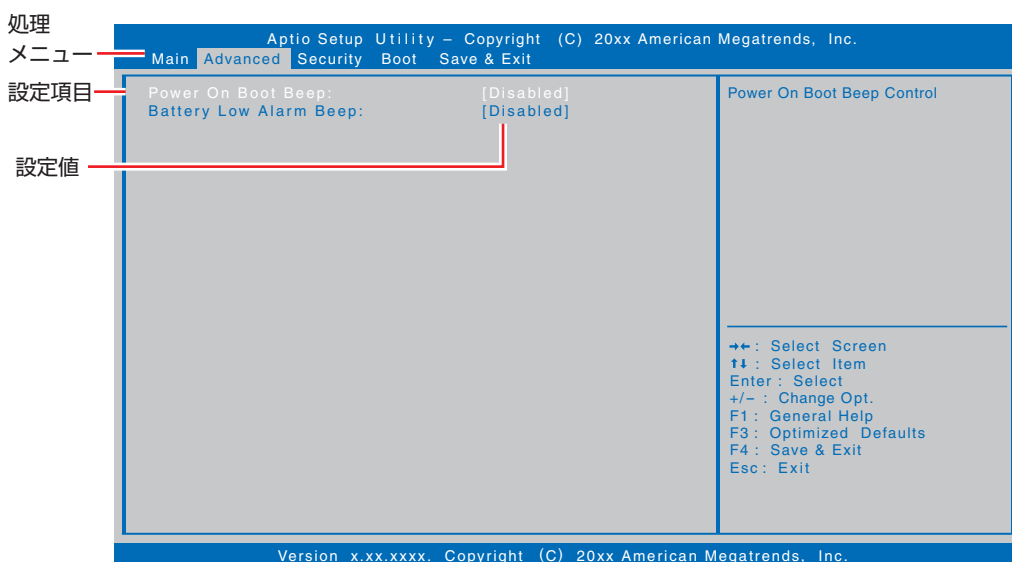 処理
メニュー
設定項目
設定値
Aptio Setup Utility – Copyright (C) 20xx American Megatrends, Inc.
Main Advanced Security Boot Save & Exit
Power On Boot Beep: [Disabled]
Battery Low Alarm Beep: [Disabled]
Power On Boot Beep Control
→← : Select Screen
↑↓ : Select Item
Enter : Select
+/− : Change Opt.
F1 : General Help
F3 : Optimized Defaults
F4 : Save & Exit
Esc : Exit
Version x.xx.xxxx. Copyright (C) 20xx American Megatrends, Inc.